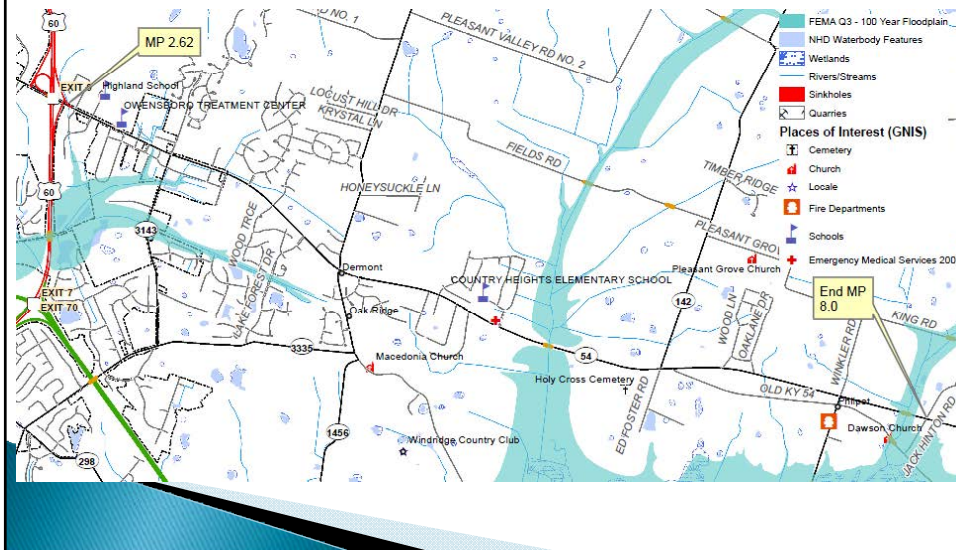 60
PLEASANT VALLEY RD NO. 2
FEMA Q3 - 100 Year Floodplain
NHD Waterbody Features
Wetlands
Rivers/Streams
Sinkholes
Quarries
Places of Interest (GNIS)
Cemetery
Church
Locale
Fire Departments
Schools
Emergency Medical Services 200
RD NO. 1
MP 2.62
EXIT
Highland School
OWENSBORO TREATMENT CENTER
LOCUST HILL DR
KRYSTAL LN
FIELDS RD
TIMBER RIDGE
HONEYSUCKLE LN
60
3143
WOOD TRCE
LAKE FOREST DR
PLEASANT GROV
Pleasant Grove Church
Dermont
COUNTRY HEIGHTS ELEMENTARY SCHOOL
End MP
8.0
EXIT 7
EXIT 70
142
WOOD LN
OAKLANE DR
KING RD
Oak Ridge
WINKLER RD
3335
Macedonia Church
54
Holy Cross Cemetery
OLD KY 54
Philpot
ED FOSTER RD
Dawson Church
JACK HINTON RD
1456
Windridge Country Club
298